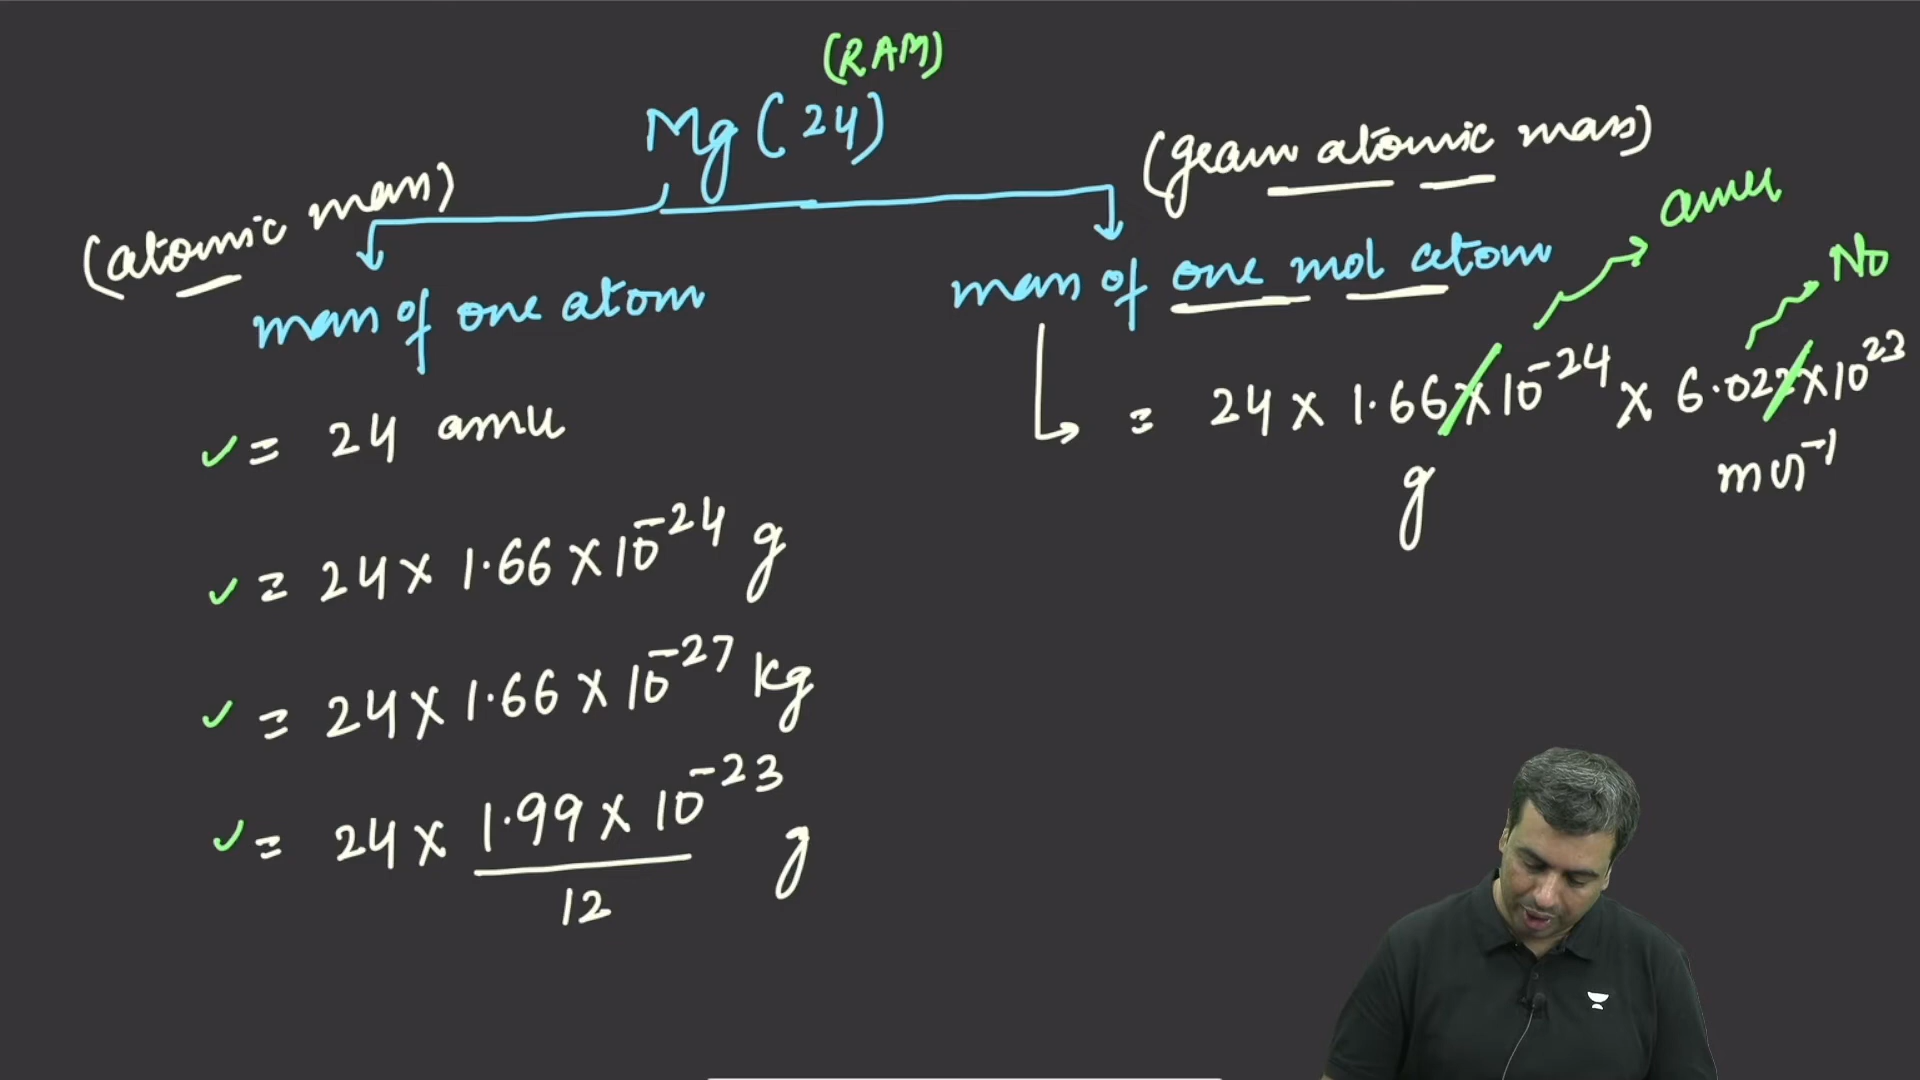 (RAM)
Mg (24)
(atomic mass)
(gram atomic mass)
mass of one atom
mass of one mol atom
amu
No
= 24 amu
= 24 × 1.66 × 10⁻²⁴ × 6.022 × 10²³
g
mol⁻¹
= 24 × 1.66 × 10⁻²⁴ g
= 24 × 1.66 × 10⁻²⁷ kg
= 24 × 1.99 × 10⁻²³ g
12